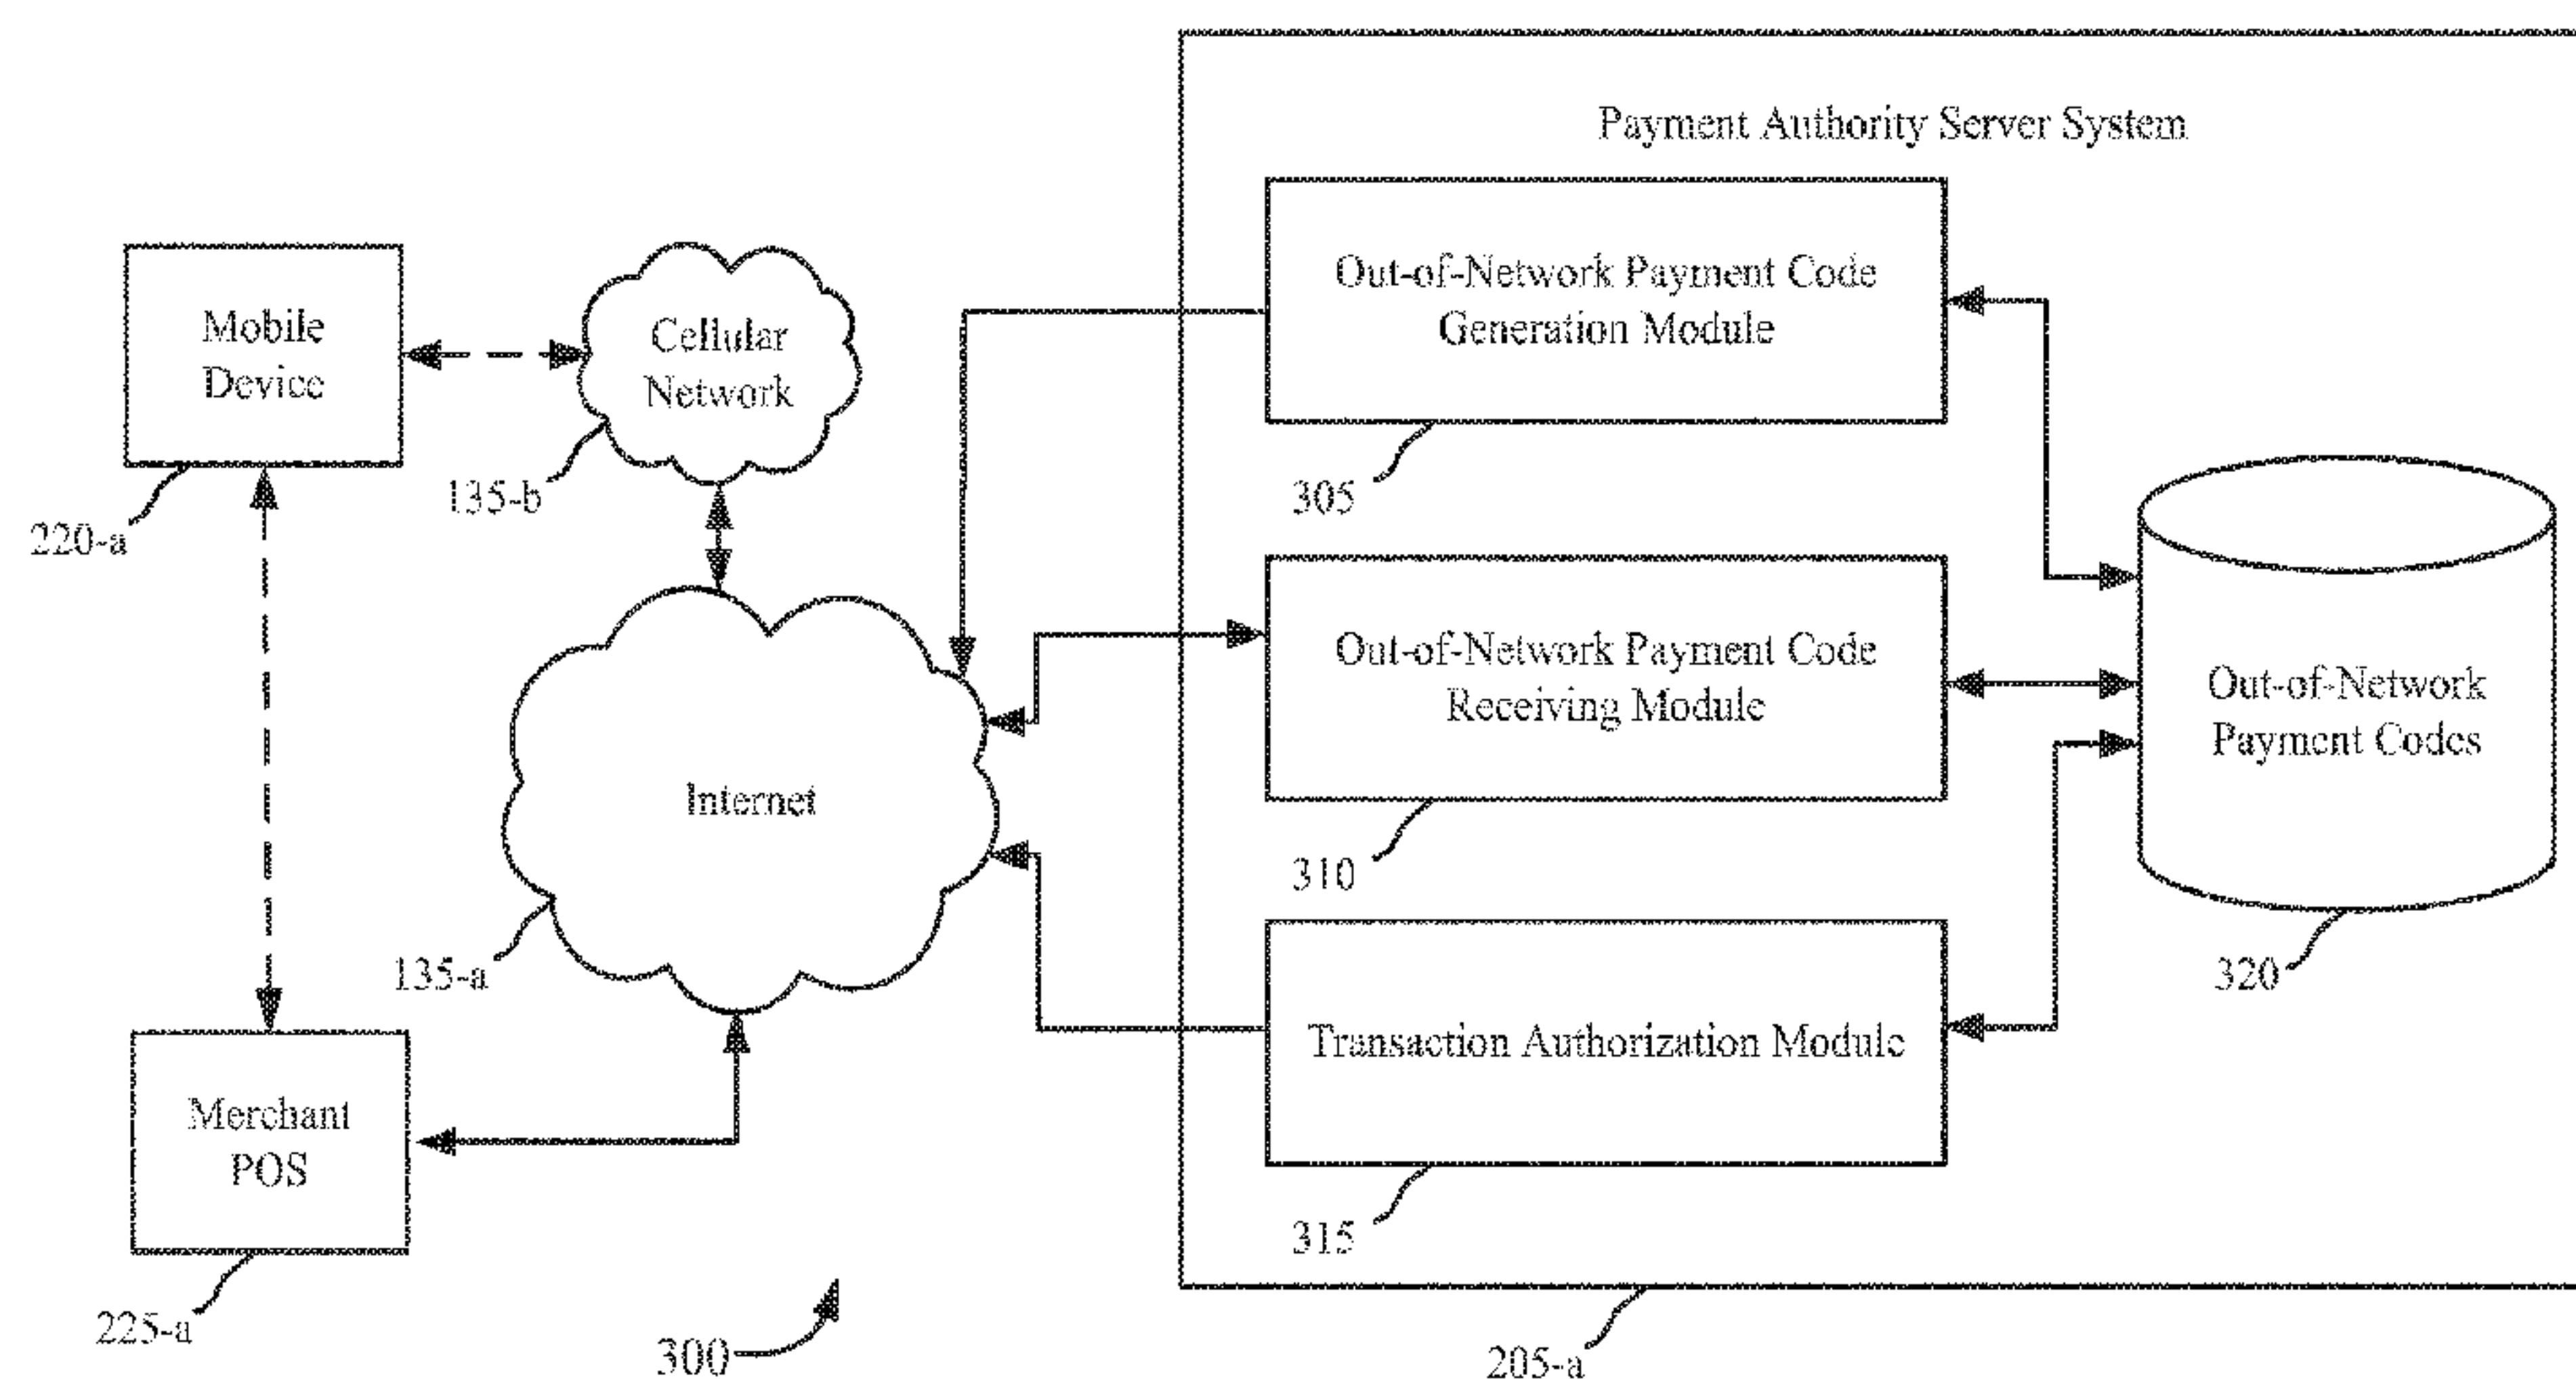 Payment Authority Server System
Out-of-Network Payment Code
Generation Module
305
Mobile
Device
220-a
Cellular
Network
135-b
Out-of-Network Payment Code
Receiving Module
310
Out-of-Network
Payment Codes
320
Internet
135-a
Transaction Authorization Module
315
Merchant
POS
225-a
300
205-a